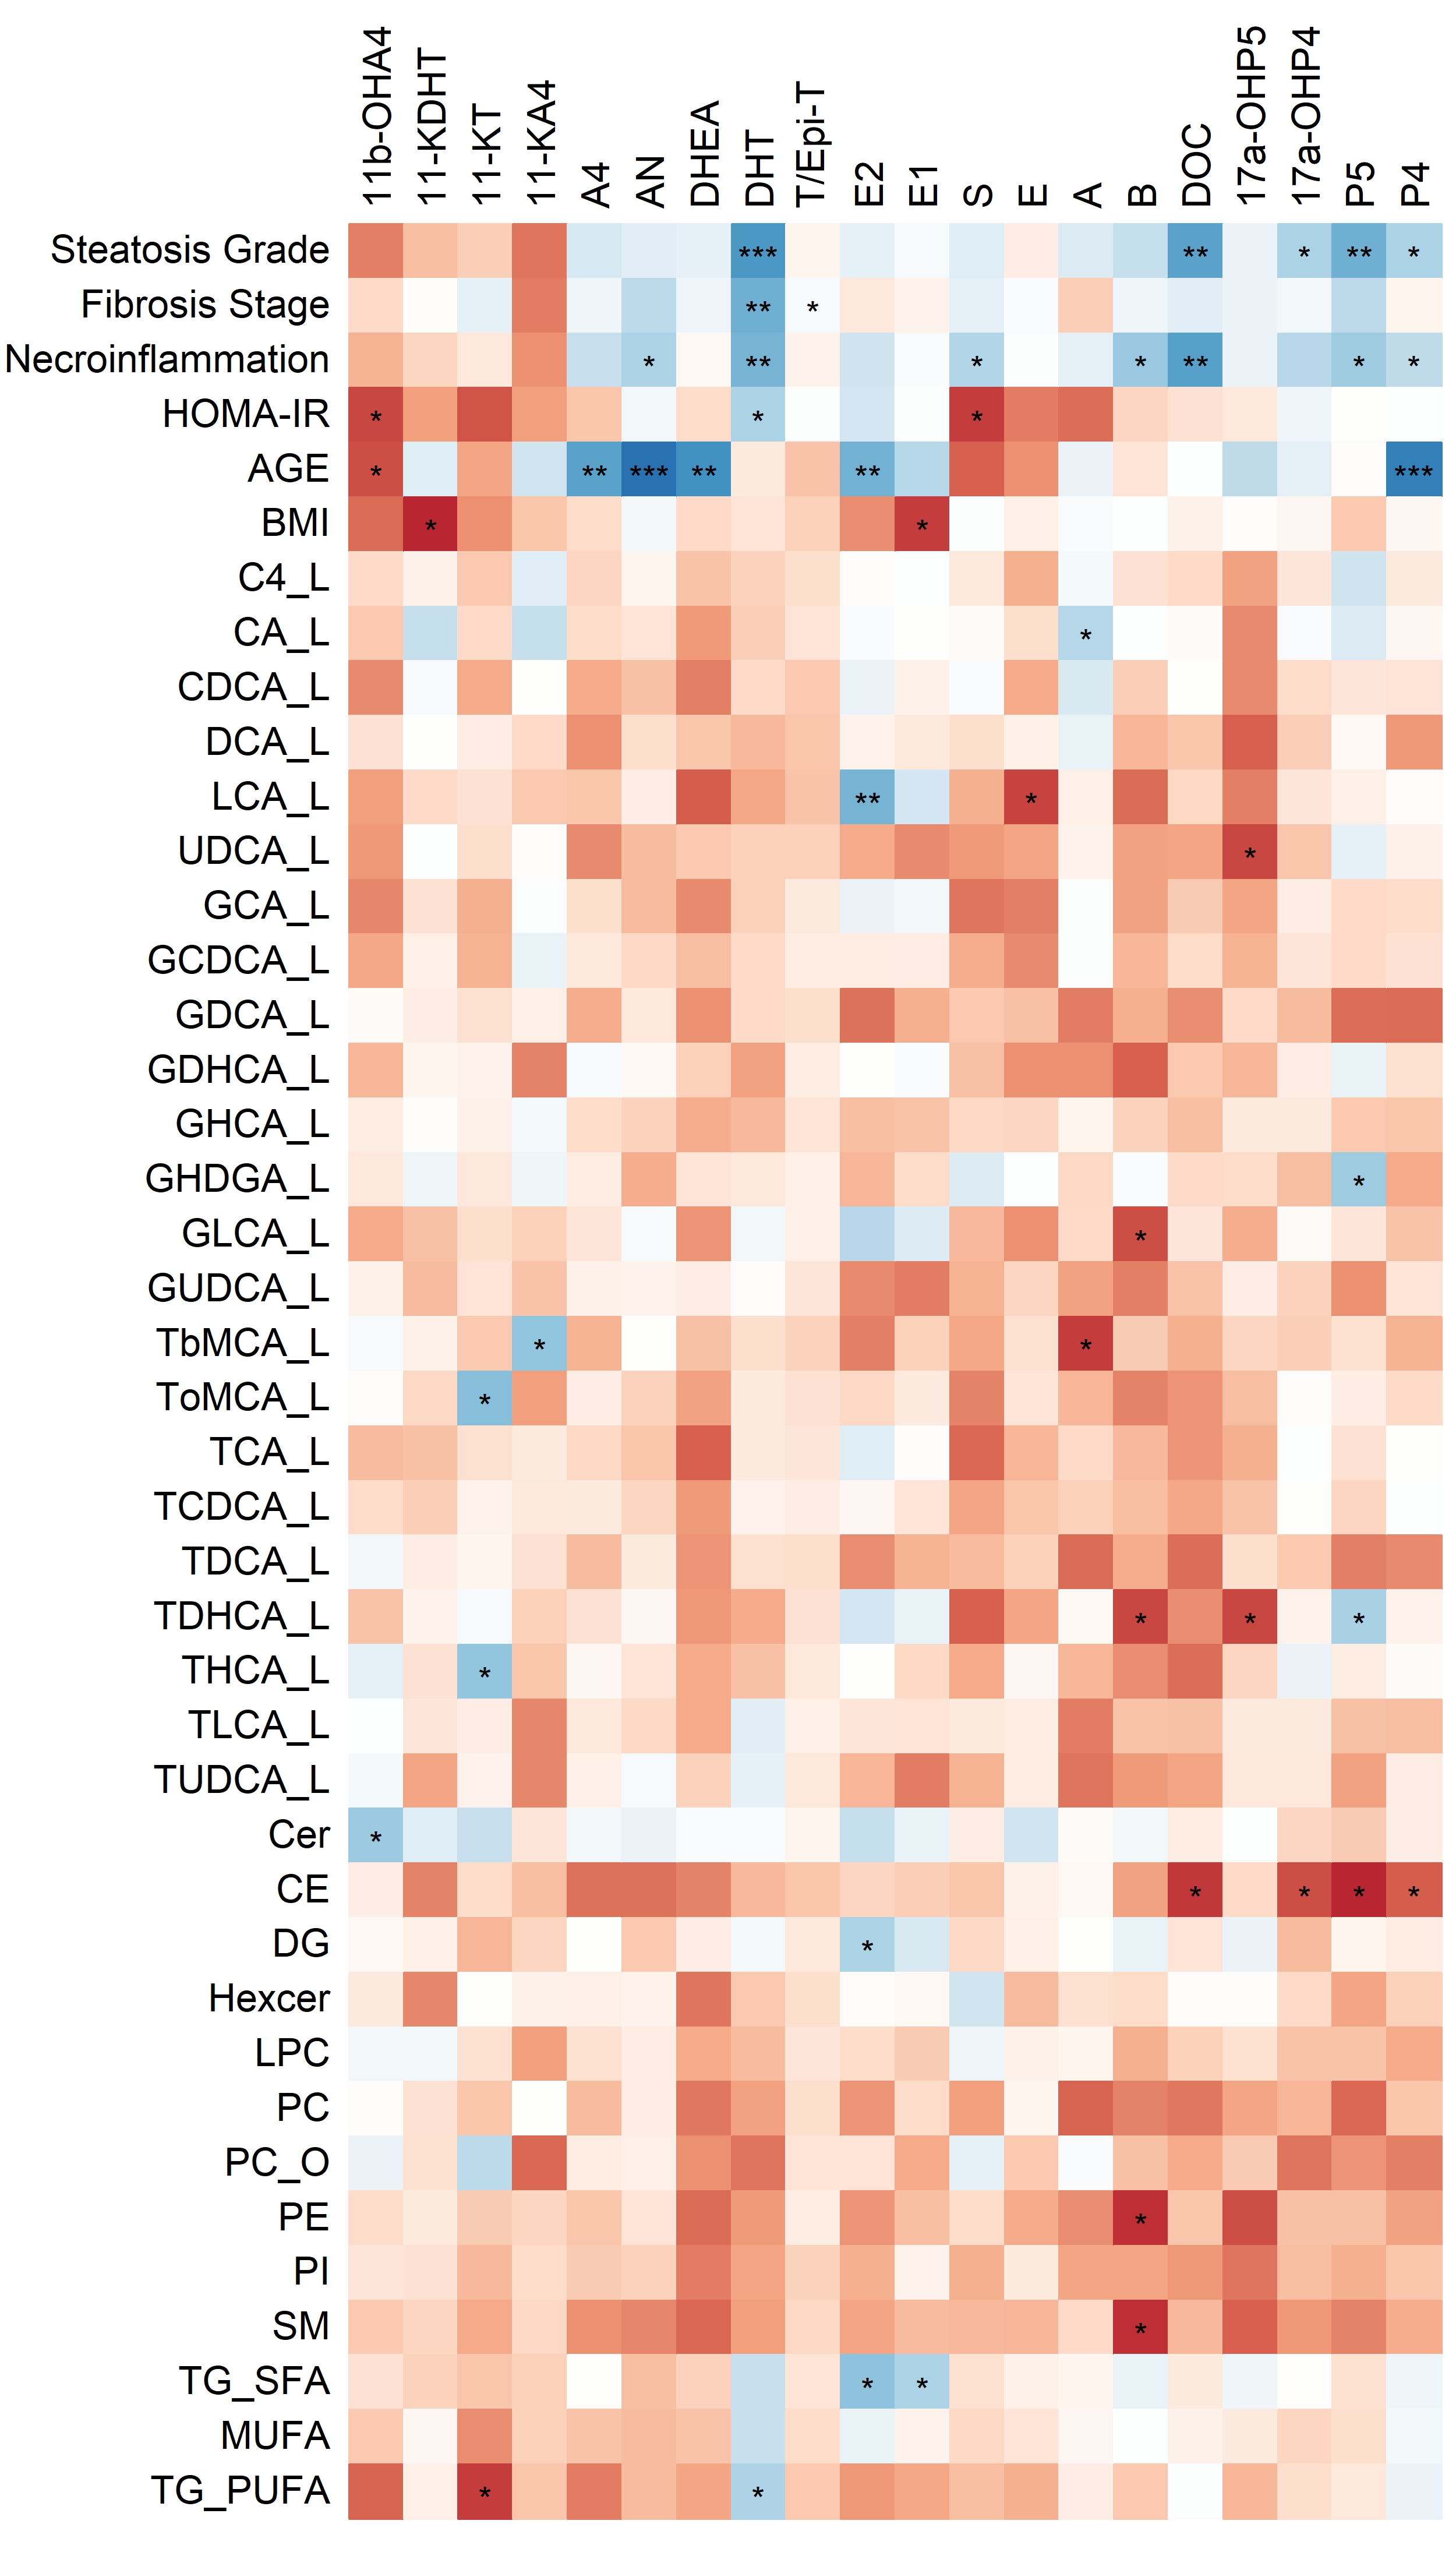 11b-OHA4 11-KDHT 11-KT 11-KA4 A4 AN DHEA DHT T/Epi-T E2 E1 S E A B DOC 17a-OHP5 17a-OHP4 P5 P4
Steatosis Grade *** ** * ** *
Fibrosis Stage ** *
Necroinflammation * ** * * ** * *
HOMA-IR * * *
AGE * ** *** ** ** ***
BMI * *
C4_L
CA_L *
CDCA_L
DCA_L
LCA_L ** *
UDCA_L *
GCA_L
GCDCA_L
GDCA_L
GDHCA_L
GHCA_L
GHDGA_L *
GLCA_L *
GUDCA_L
TbMCA_L * *
ToMCA_L *
TCA_L
TCDCA_L
TDCA_L
TDHCA_L * * *
THCA_L *
TLCA_L
TUDCA_L
Cer *
CE * * * *
DG *
Hexcer
LPC
PC
PC_O
PE *
PI
SM *
TG_SFA * *
MUFA
TG_PUFA * *